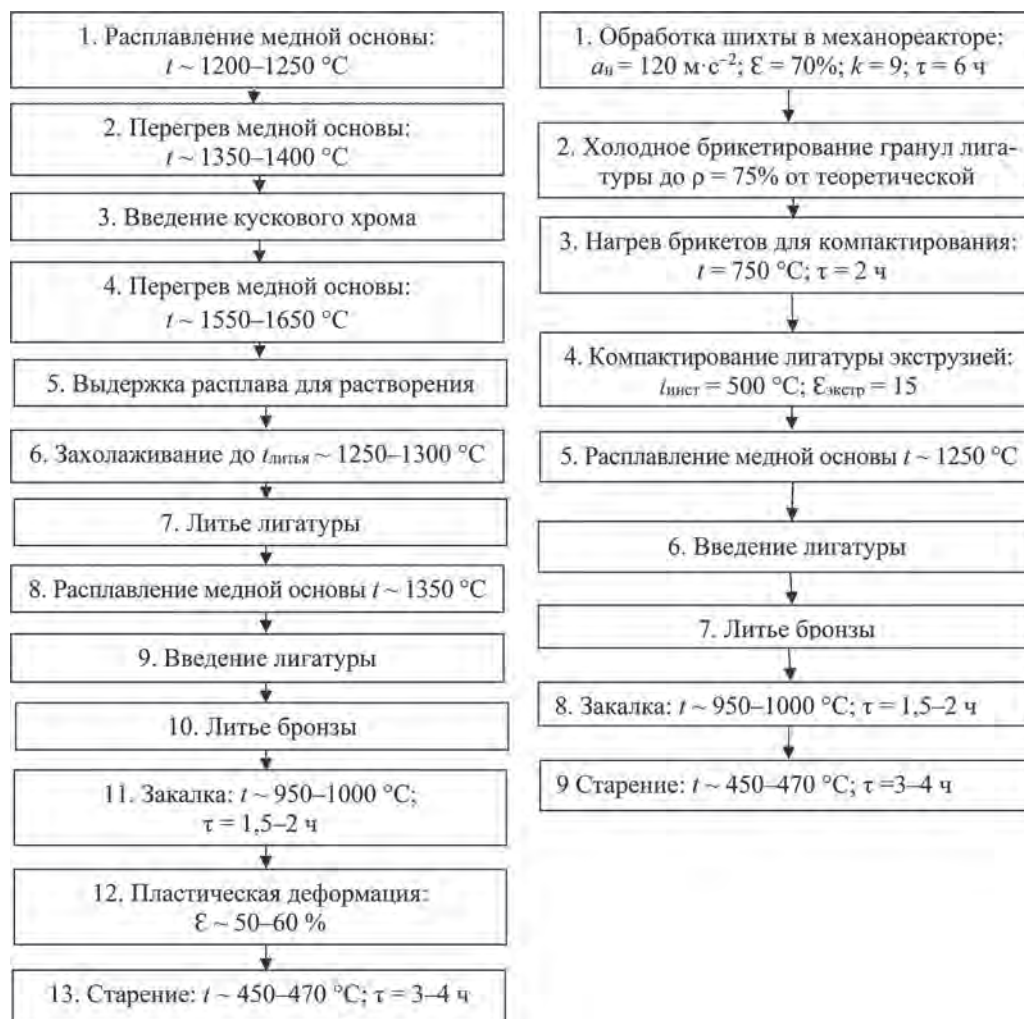 1. Расплавление медной основы:
t ~ 1200–1250 °C
2. Перегрев медной основы:
t ~ 1350–1400 °C
3. Введение кускового хрома
4. Перегрев медной основы:
t ~ 1550–1650 °C
5. Выдержка расплава для растворения
6. Захолаживание до tлитья ~ 1250–1300 °C
7. Литье лигатуры
8. Расплавление медной основы t ~ 1350 °C
9. Введение лигатуры
10. Литье бронзы
11. Закалка: t ~ 950–1000 °C;
τ = 1,5–2 ч
12. Пластическая деформация:
Ɛ ~ 50–60 %
13. Старение: t ~ 450–470 °C; τ = 3–4 ч
1. Обработка шихты в механореакторе:
aн = 120 м·с⁻²; Ɛ = 70%; k = 9; τ = 6 ч
2. Холодное брикетирование гранул лига-
туры до ρ = 75% от теоретической
3. Нагрев брикетов для компактирования:
t = 750 °C; τ = 2 ч
4. Компактирование лигатуры экструзией:
tинст = 500 °C; Ɛэкстр = 15
5. Расплавление медной основы t ~ 1250 °C
6. Введение лигатуры
7. Литье бронзы
8. Закалка: t ~ 950–1000 °C; τ = 1,5–2 ч
9 Старение: t ~ 450–470 °C; τ =3–4 ч